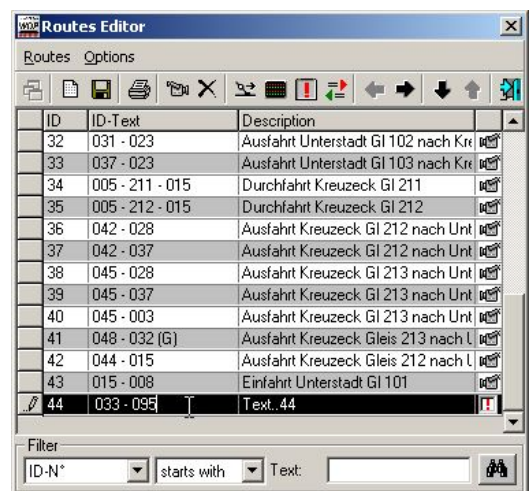 Routes Editor
Routes Options
ID ID-Text Description
32 031 - 023 Ausfahrt Unterstadt Gl 102 nach Kre
33 037 - 023 Ausfahrt Unterstadt Gl 103 nach Kre
34 005 - 211 - 015 Durchfahrt Kreuzeck Gl 211
35 005 - 212 - 015 Durchfahrt Kreuzeck Gl 212
36 042 - 028 Ausfahrt Kreuzeck Gl 212 nach Unt
37 042 - 037 Ausfahrt Kreuzeck Gl 212 nach Unt
38 045 - 028 Ausfahrt Kreuzeck Gl 213 nach Unt
39 045 - 037 Ausfahrt Kreuzeck Gl 213 nach Unt
40 045 - 003 Ausfahrt Kreuzeck Gl 213 nach Unt
41 048 - 032 (G) Ausfahrt Kreuzeck Gleis 213 nach
42 044 - 015 Ausfahrt Kreuzeck Gleis 212 nach
43 015 - 008 Einfahrt Unterstadt Gl 101
44 033 - 095 Text..44
Filter
ID-N° starts with Text: